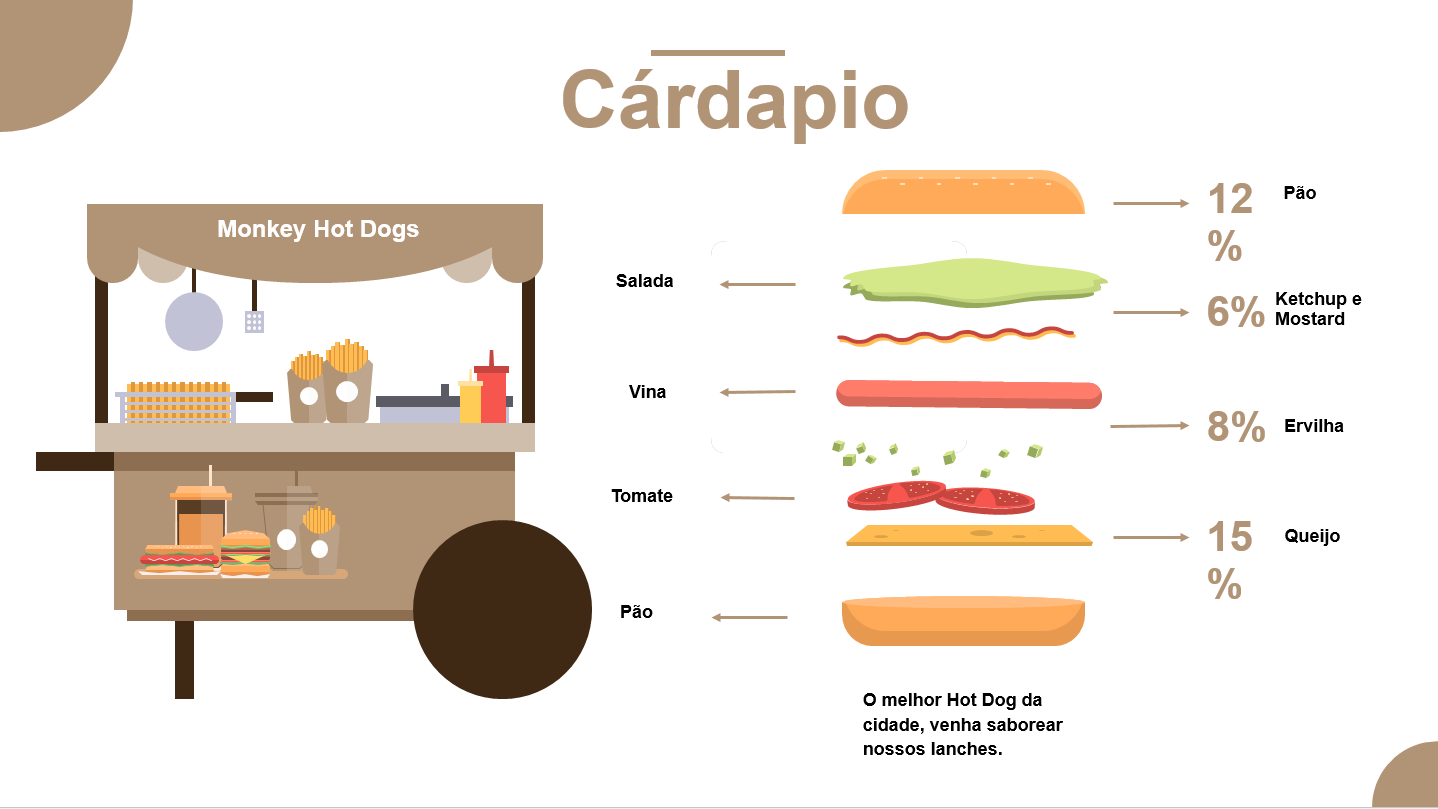 Cárdapio
Monkey Hot Dogs
12
%
Pão
Salada
6%
Ketchup e
Mostard
Vina
8%
Ervilha
Tomate
15
%
Queijo
Pão
O melhor Hot Dog da
cidade, venha saborear
nossos lanches.